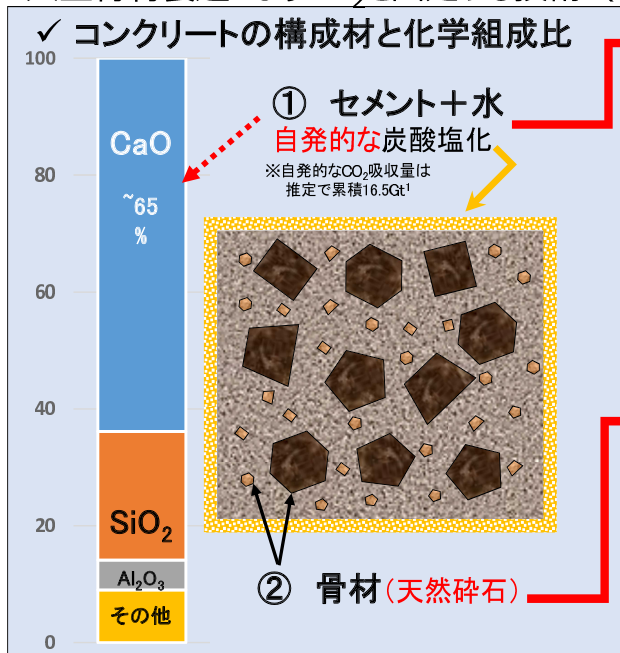 ✓ コンクリートの構成材と化学組成比
100
80
60
40
20
0
CaO
~65
%
SiO₂
Al₂O₃
その他
① セメント＋水
自発的な炭酸塩化
※自発的なCO₂吸収量は
推定で累積16.5Gt¹
② 骨材(天然砕石)